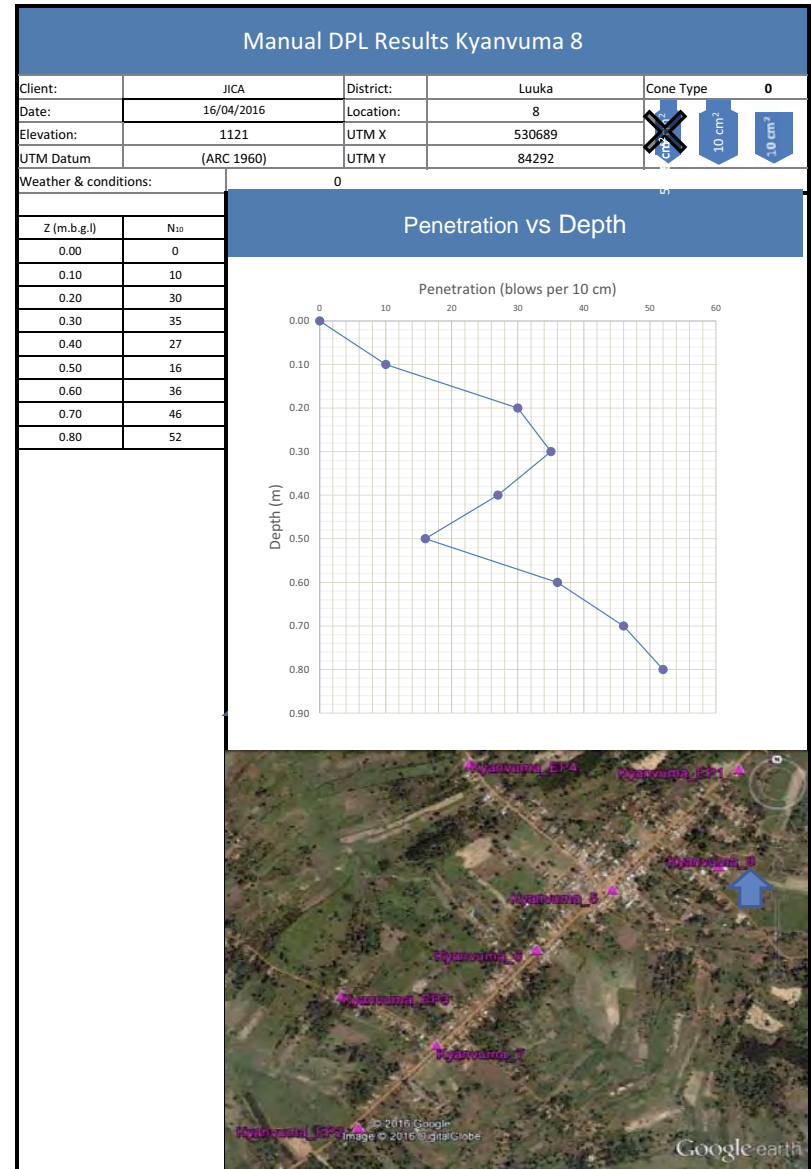 Manual DPL Results Kyanvuma 8
Client: JICA District: Luuka Cone Type 0
Date: 16/04/2016 Location: 8
Elevation: 1121 UTM X 530689
UTM Datum (ARC 1960) UTM Y 84292
10 cm²
10 cm²
Weather & conditions: 0
Z (m.b.g.l) N10
0.00 0
0.10 10
0.20 30
0.30 35
0.40 27
0.50 16
0.60 36
0.70 46
0.80 52
Penetration vs Depth
Penetration (blows per 10 cm)
0 10 20 30 40 50 60
0.00
0.10
0.20
0.30
0.40
0.50
0.60
0.70
0.80
0.90
Depth (m)
Kyanvuma_EP4
Kyanvuma_EP1
Kyanvuma_8
Kyanvuma_5
Kyanvuma_6
Kyanvuma_EP3
Kyanvuma_7
© 2016 Google
Image © 2016 DigitalGlobe
Google earth